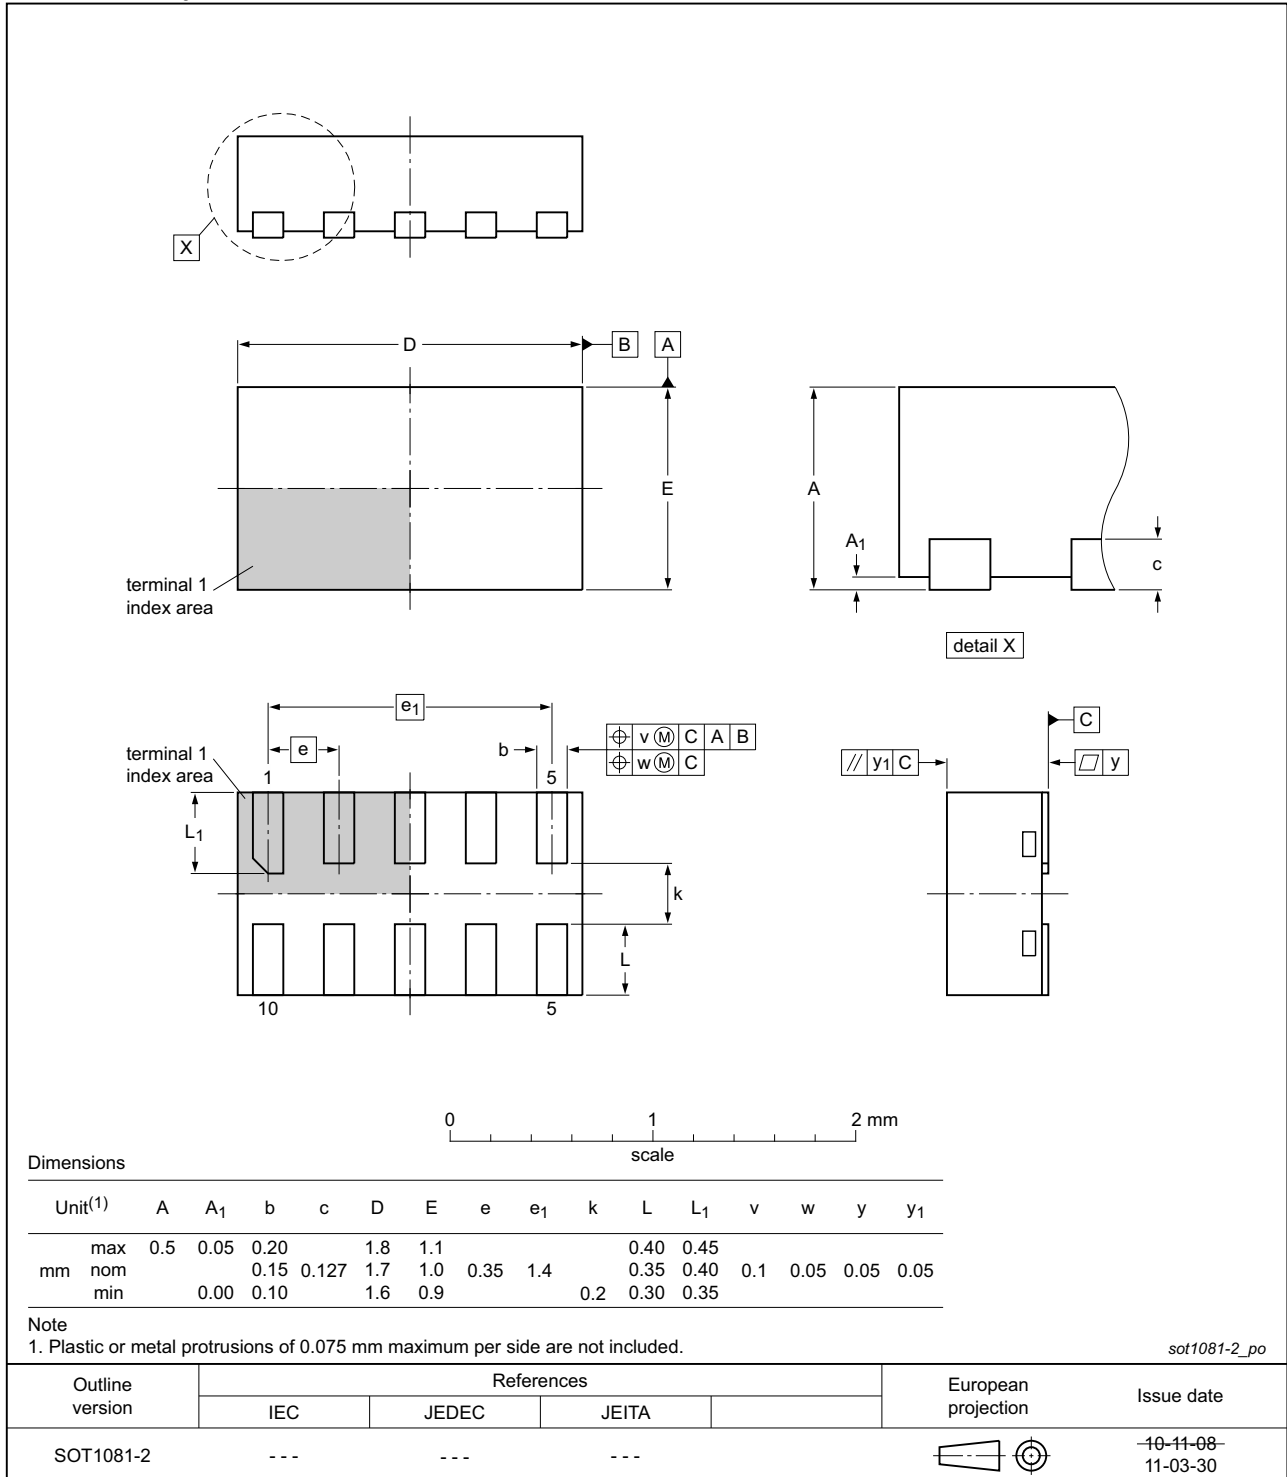 X
D
B
A
E
terminal 1
index area
A
A1
c
detail X
e1
e
b
v M C A B
w M C
terminal 1
index area
1
5
L1
k
L
10
5
C
// y1 C
y
0 1 2 mm
scale
Dimensions
Unit(1) A A1 b c D E e e1 k L L1 v w y y1
max 0.5 0.05 0.20 1.8 1.1 0.40 0.45
mm nom 0.15 0.127 1.7 1.0 0.35 1.4 0.35 0.40 0.1 0.05 0.05 0.05
min 0.00 0.10 1.6 0.9 0.2 0.30 0.35
Note
1. Plastic or metal protrusions of 0.075 mm maximum per side are not included.
sot1081-2_po
Outline version References European projection Issue date
IEC JEDEC JEITA
SOT1081-2 - - - - - - - - - 10-11-08
11-03-30